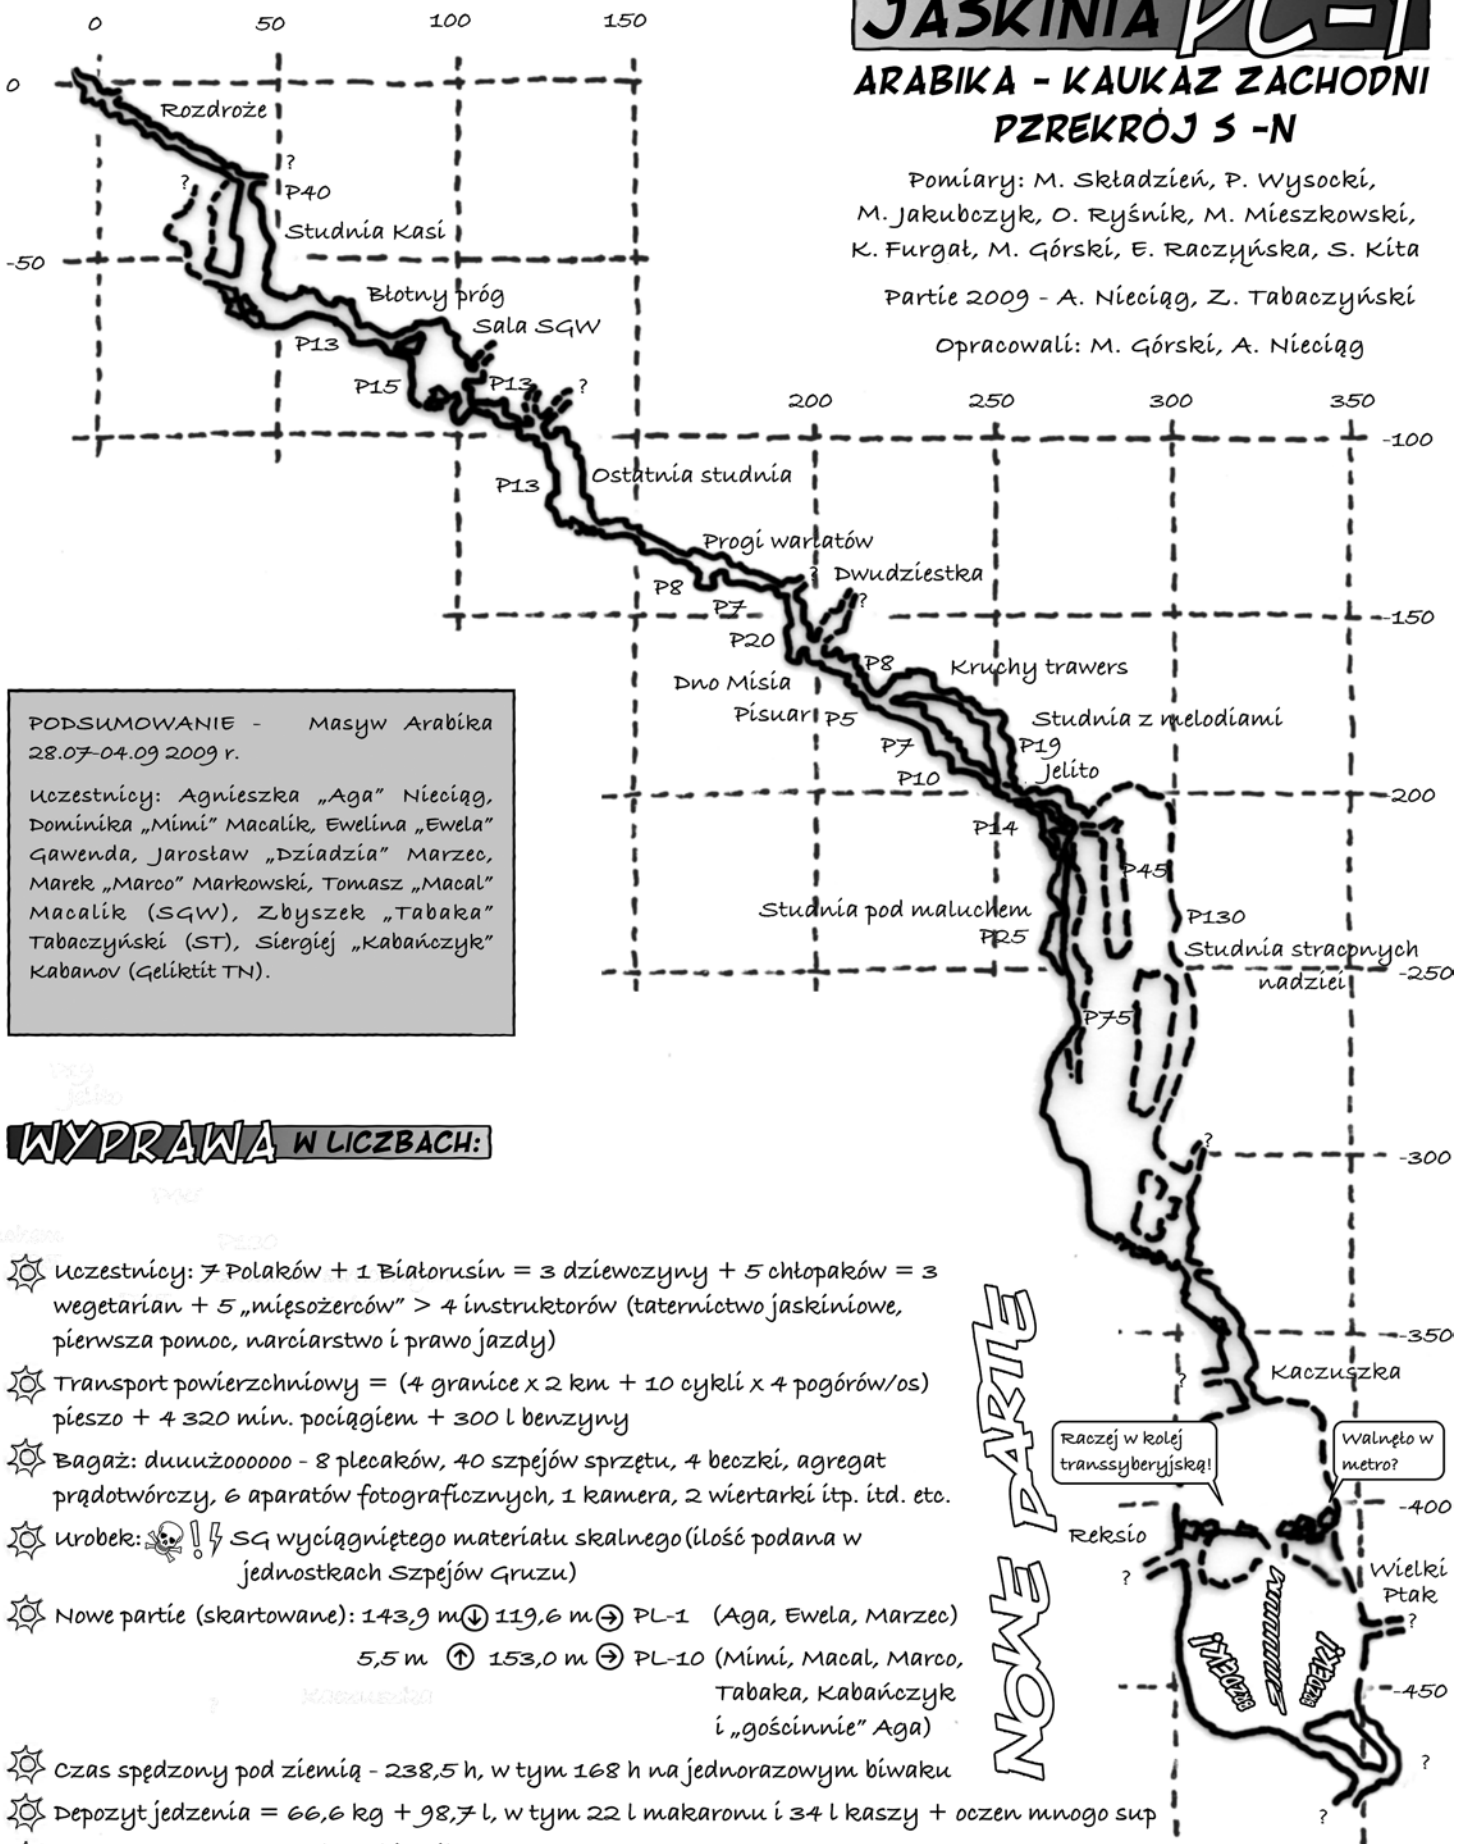 0 50 100 150
JASKINIA PL-1
ARABIKA - KAUKAZ ZACHODNI
PZREKRÓJ S -N
Pomiary: M. Składzień, P. Wysocki,
M. Jakubczyk, O. Ryśnik, M. Mieszkowski,
K. Furgał, M. Górski, E. Raczyńska, S. Kita
Partie 2009 - A. Nieciąg, Z. Tabaczyński
Opracowali: M. Górski, A. Nieciąg
0
Rozdroże
?
?
P40
Studnia Kasi
-50
Błotny próg
Sala SGW
P13
P15
P13
?
200 250 300 350
-100
Ostatnia studnia
P13
Progi wariatów
? Dwudziestka
P8
P7
?
-150
P20
P8
Kruchy trawers
Dno Misia
Pisuar
P5
Studnia z melodiami
P7
P19
Jelito
P10
-200
P14
P45
Studnia pod maluchem
P25
P130
Studnia straconych
nadziei
-250
P75
?
-300
-350
Kaczuszka
?
Raczej w kolej
transsyberyjską!
Walnęło w
metro?
-400
Reksio
?
Wielki
Ptak
?
BRZDĘK!
BRZDĘK!
-450
?
?
NOWE PARTIE
PODSUMOWANIE - Masyw Arabika
28.07-04.09 2009 r.
Uczestnicy: Agnieszka „Aga” Nieciąg,
Dominika „Mimi” Macalik, Ewelina „Ewela”
Gawenda, Jarosław „Dziadzia” Marzec,
Marek „Marco” Markowski, Tomasz „Macal”
Macalik (SGW), Zbyszek „Tabaka”
Tabaczyński (ST), Siergiej „Kabańczyk”
Kabanov (Geliktit TN).
WYPRAWA W LICZBACH:
Uczestnicy: 7 Polaków + 1 Białorusin = 3 dziewczyny + 5 chłopaków = 3
wegetarian + 5 „mięsożerców” > 4 instruktorów (taternictwo jaskiniowe,
pierwsza pomoc, narciarstwo i prawo jazdy)
Transport powierzchniowy = (4 granice x 2 km + 10 cykli x 4 pogórów/os)
pieszo + 4 320 min. pociągiem + 300 l benzyny
Bagaż: duuużoooooo - 8 plecaków, 40 szpejów sprzętu, 4 beczki, agregat
prądotwórczy, 6 aparatów fotograficznych, 1 kamera, 2 wiertarki itp. itd. etc.
Urobek: ! SG wyciągniętego materiału skalnego (ilość podana w
jednostkach Szpejów Gruzu)
Nowe partie (skartowane): 143,9 m ↓ 119,6 m → PL-1 (Aga, Ewela, Marzec)
5,5 m ↑ 153,0 m → PL-10 (Mimi, Macal, Marco,
Tabaka, Kabańczyk
i „gościnnie” Aga)
Czas spędzony pod ziemią - 238,5 h, w tym 168 h na jednorazowym biwaku
Depozyt jedzenia = 66,6 kg + 98,7 l, w tym 22 l makaronu i 34 l kaszy + oczen mnogo sup